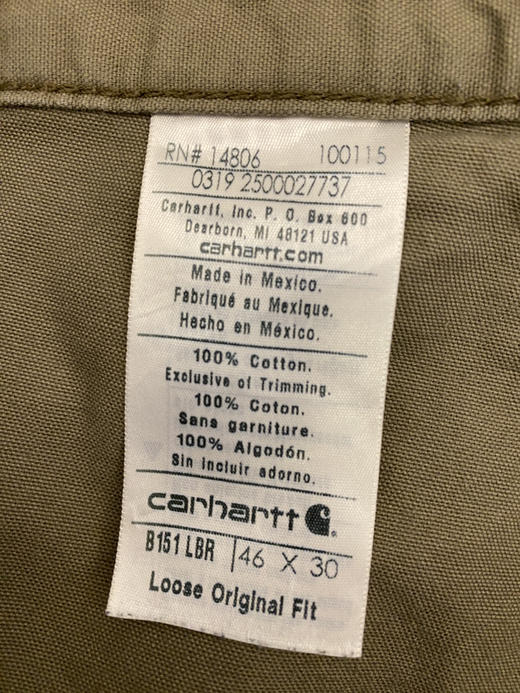 RN# 14806 100115
0319 2500027737
Carhartt, Inc. P. O. Box 600
Dearborn, MI 48121 USA
carhartt.com
Made in Mexico.
Fabriqué au Mexique.
Hecho en México.
100% Cotton.
Exclusive of Trimming.
100% Coton.
Sans garniture.
100% Algodón.
Sin incluir adorno.
carhartt
B151 LBR 46 X 30
Loose Original Fit